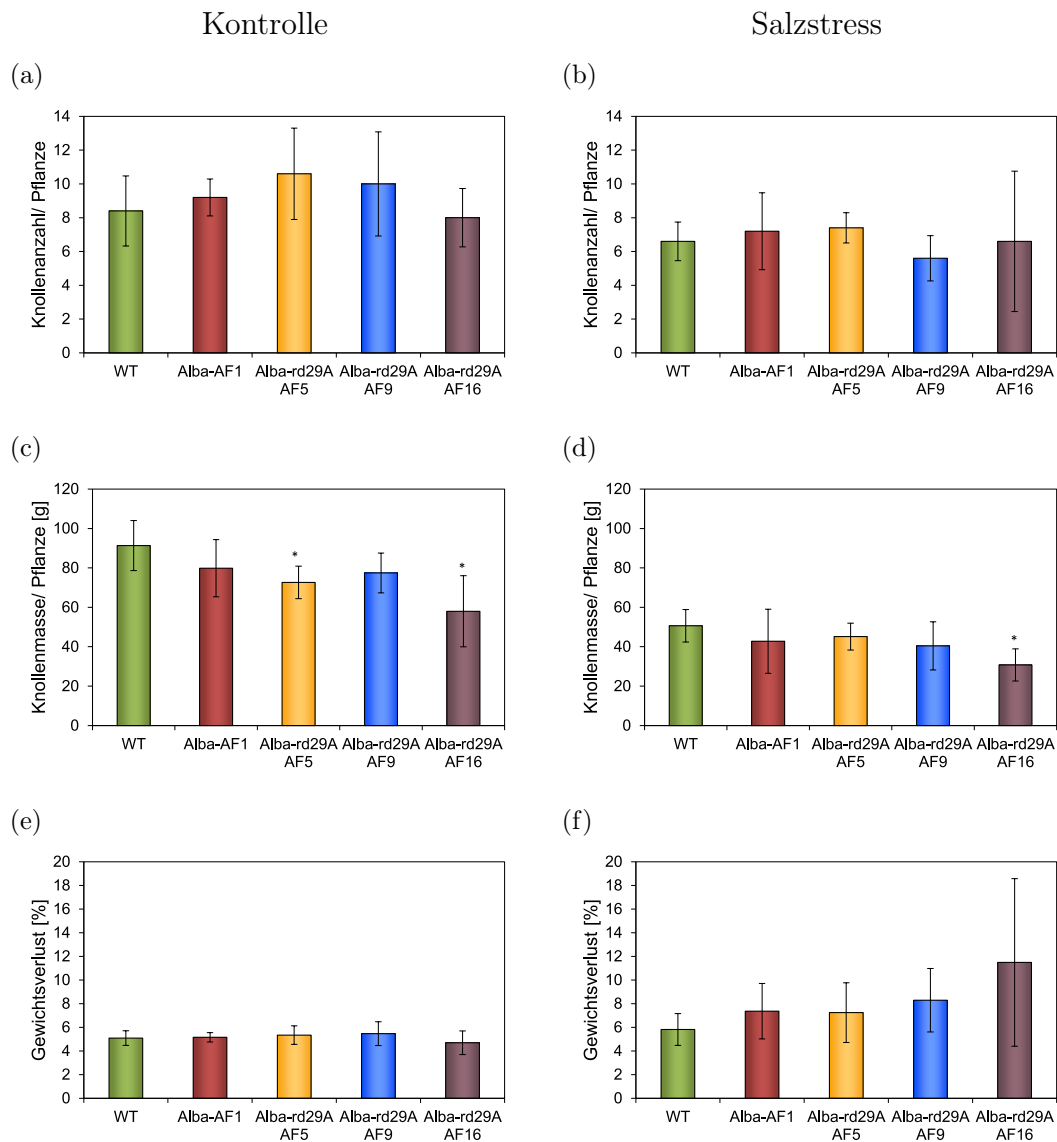 Kontrolle
Salzstress
(a)
Knollenanzahl/ Pflanze
14
12
10
8
6
4
2
0
WT
Alba-AF1
Alba-rd29A
AF5
Alba-rd29A
AF9
Alba-rd29A
AF16
(b)
Knollenanzahl/ Pflanze
14
12
10
8
6
4
2
0
WT
Alba-AF1
Alba-rd29A
AF5
Alba-rd29A
AF9
Alba-rd29A
AF16
(c)
Knollenmasse/ Pflanze [g]
120
100
80
60
40
20
0
*
*
WT
Alba-AF1
Alba-rd29A
AF5
Alba-rd29A
AF9
Alba-rd29A
AF16
(d)
Knollenmasse/ Pflanze [g]
120
100
80
60
40
20
0
*
WT
Alba-AF1
Alba-rd29A
AF5
Alba-rd29A
AF9
Alba-rd29A
AF16
(e)
Gewichtsverlust [%]
20
18
16
14
12
10
8
6
4
2
0
WT
Alba-AF1
Alba-rd29A
AF5
Alba-rd29A
AF9
Alba-rd29A
AF16
(f)
Gewichtsverlust [%]
20
18
16
14
12
10
8
6
4
2
0
WT
Alba-AF1
Alba-rd29A
AF5
Alba-rd29A
AF9
Alba-rd29A
AF16